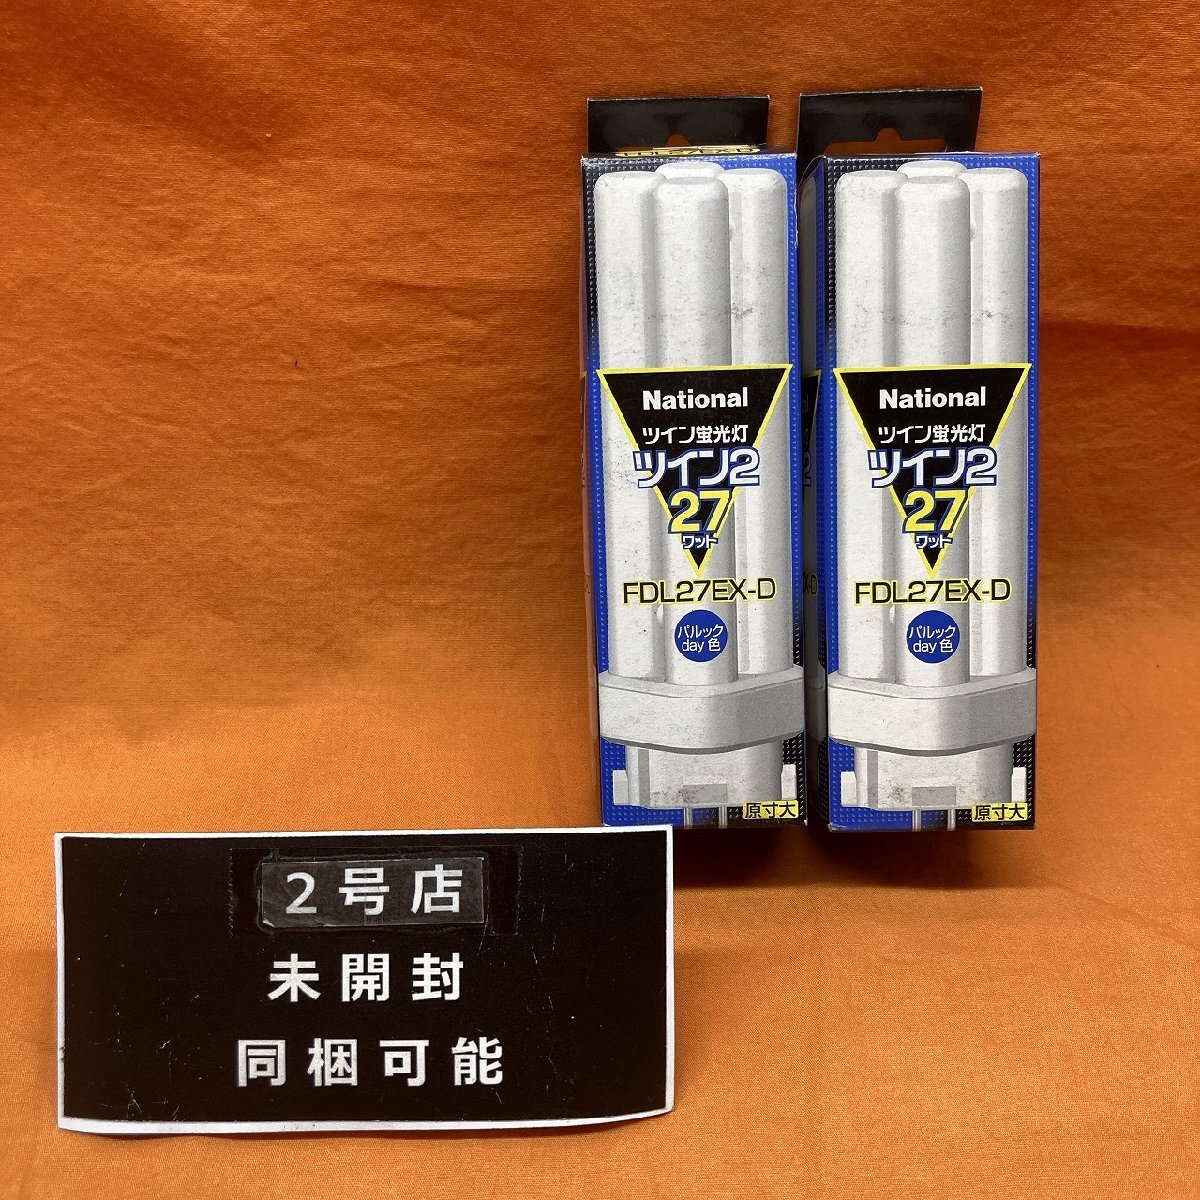 FDL27EX-D
National
ツイン蛍光灯
ツイン2
27
ワット
FDL27EX-D
パルック
day色
原寸大
National
ツイン蛍光灯
ツイン2
27
ワット
FDL27EX-D
パルック
day色
原寸大
2号店
未開封
同梱可能